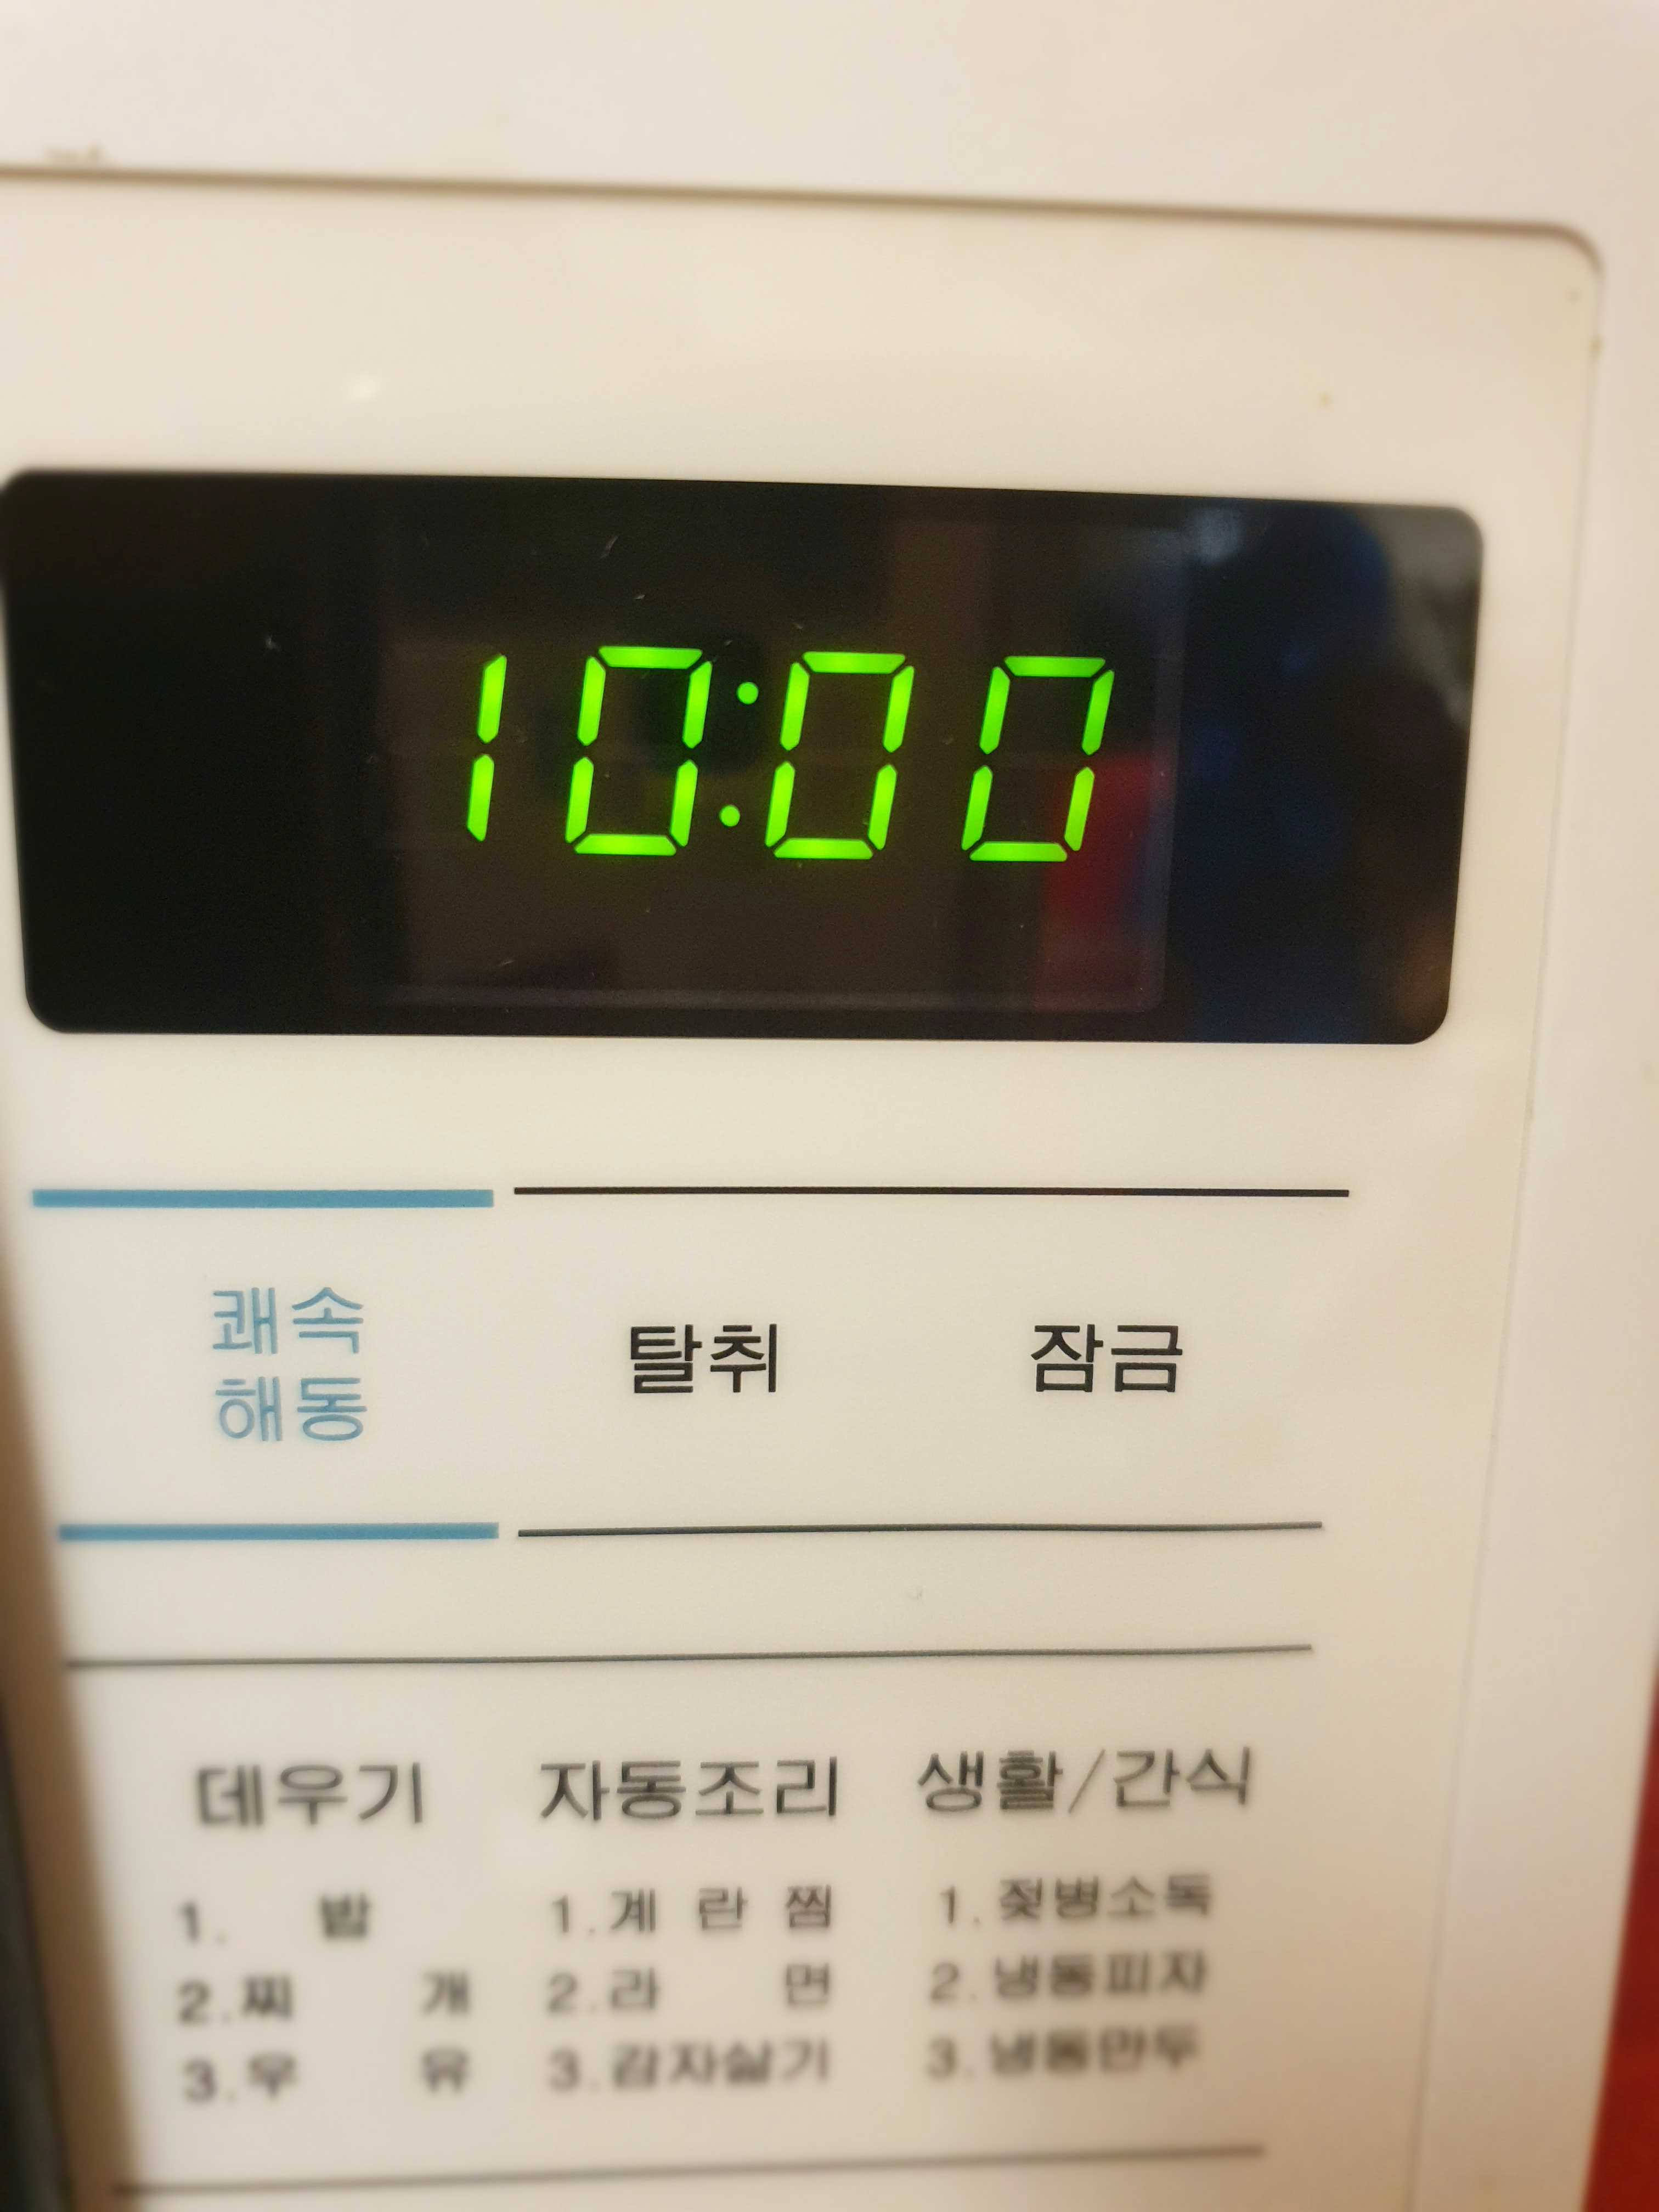 10:00
쾌속
해동
탈취 잠금
데우기 자동조리 생활/간식
1. 밥 1.계 란 찜 1. 젖병소독
2.찌 개 2.라 면 2. 냉동피자
3.우 유 3.감자삶기 3. 냉동만두